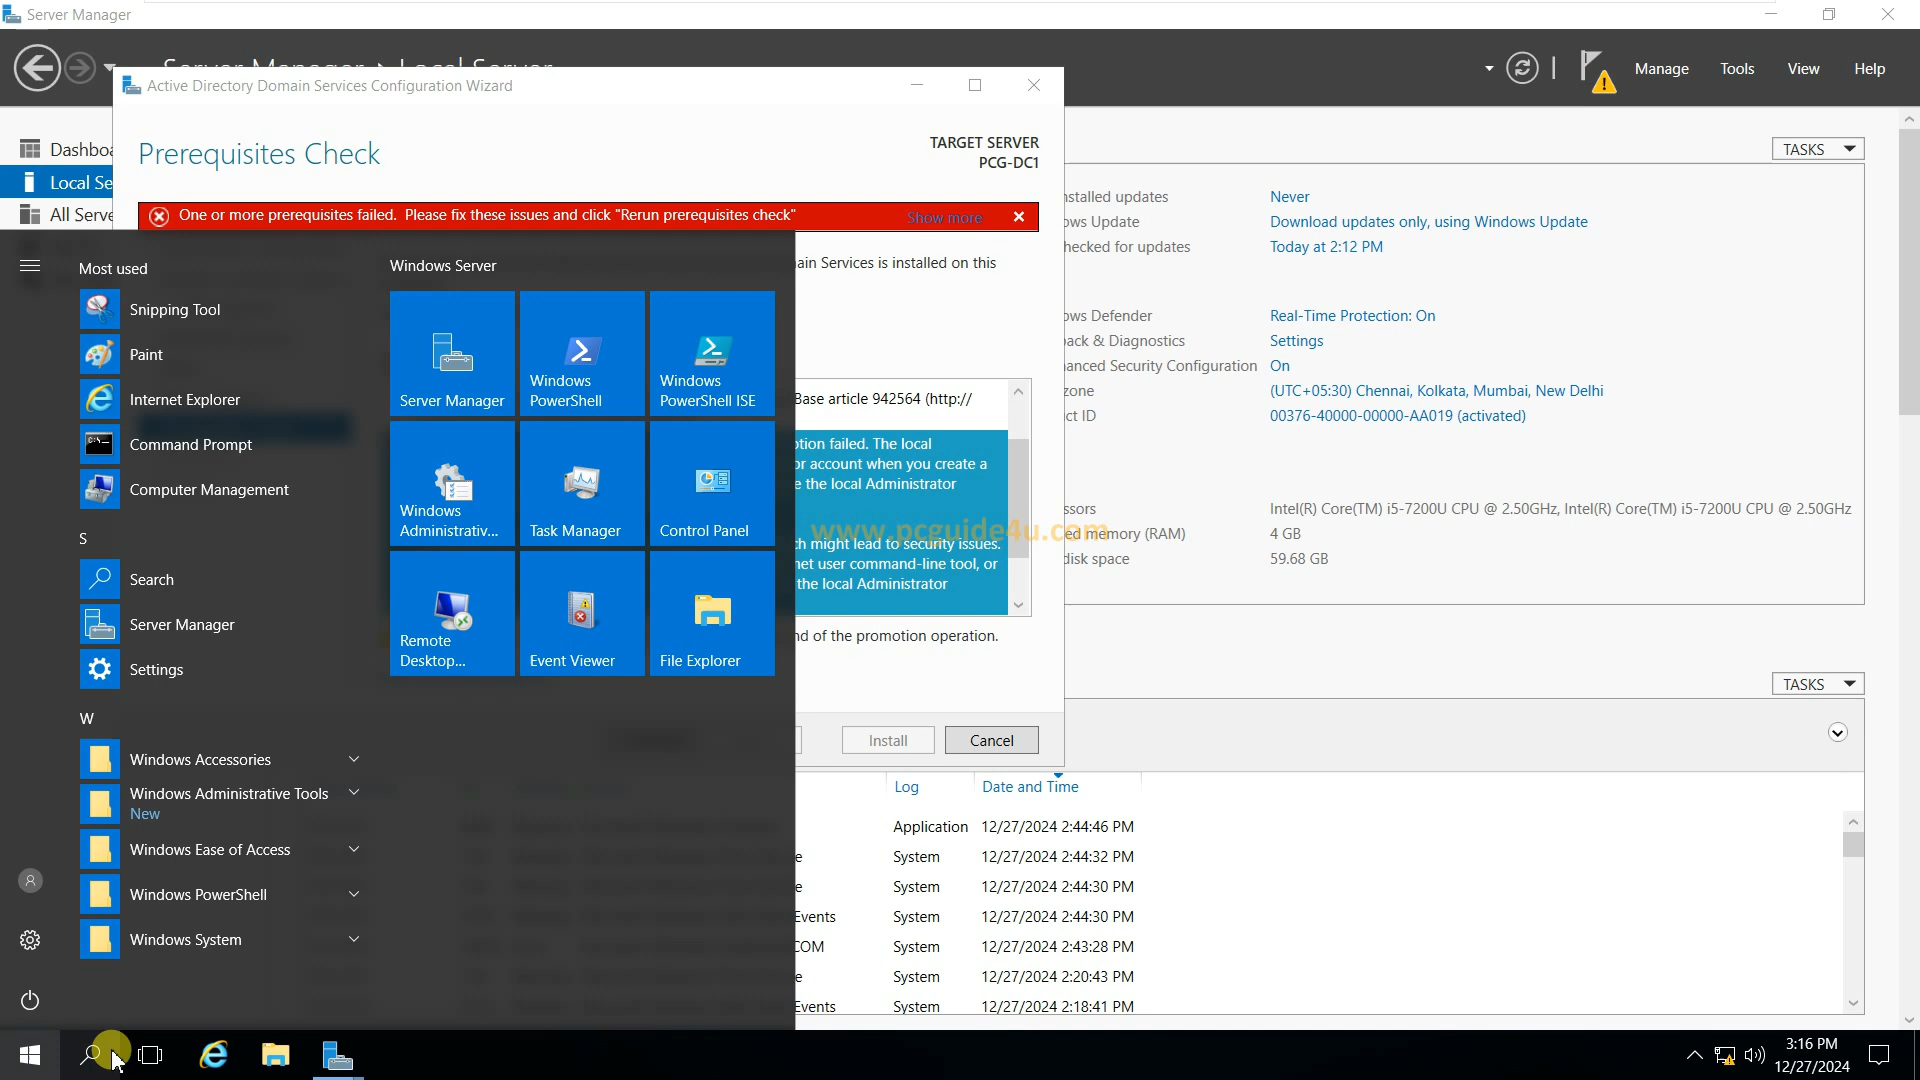 Server Manager
Manage
Tools
View
Help
Active Directory Domain Services Configuration Wizard
Dashboa
Local Se
All Serve
Prerequisites Check
TARGET SERVER
PCG-DC1
One or more prerequisites failed. Please fix these issues and click "Rerun prerequisites check"
Show more
ain Services is installed on this
Base article 942564 (http://
ption failed. The local
or account when you create a
e the local Administrator
ch might lead to security issues.
net user command-line tool, or
the local Administrator
nd of the promotion operation.
Install
Cancel
Most used
Snipping Tool
Paint
Internet Explorer
Command Prompt
Computer Management
S
Search
Server Manager
Settings
W
Windows Accessories
Windows Administrative Tools
New
Windows Ease of Access
Windows PowerShell
Windows System
Windows Server
Server Manager
Windows
PowerShell
Windows
PowerShell ISE
Windows
Administrativ...
Task Manager
Control Panel
Remote
Desktop...
Event Viewer
File Explorer
TASKS
nstalled updates Never
ows Update Download updates only, using Windows Update
hecked for updates Today at 2:12 PM
ows Defender Real-Time Protection: On
back & Diagnostics Settings
hanced Security Configuration On
zone (UTC+05:30) Chennai, Kolkata, Mumbai, New Delhi
ct ID 00376-40000-00000-AA019 (activated)
ssors Intel(R) Core(TM) i5-7200U CPU @ 2.50GHz, Intel(R) Core(TM) i5-7200U CPU @ 2.50GHz
ed memory (RAM) 4 GB
disk space 59.68 GB
www.pcguide4u.com
TASKS
Log Date and Time
Application 12/27/2024 2:44:46 PM
e System 12/27/2024 2:44:32 PM
e System 12/27/2024 2:44:30 PM
Events System 12/27/2024 2:44:30 PM
COM System 12/27/2024 2:43:28 PM
e System 12/27/2024 2:20:43 PM
Events System 12/27/2024 2:18:41 PM
3:16 PM
12/27/2024